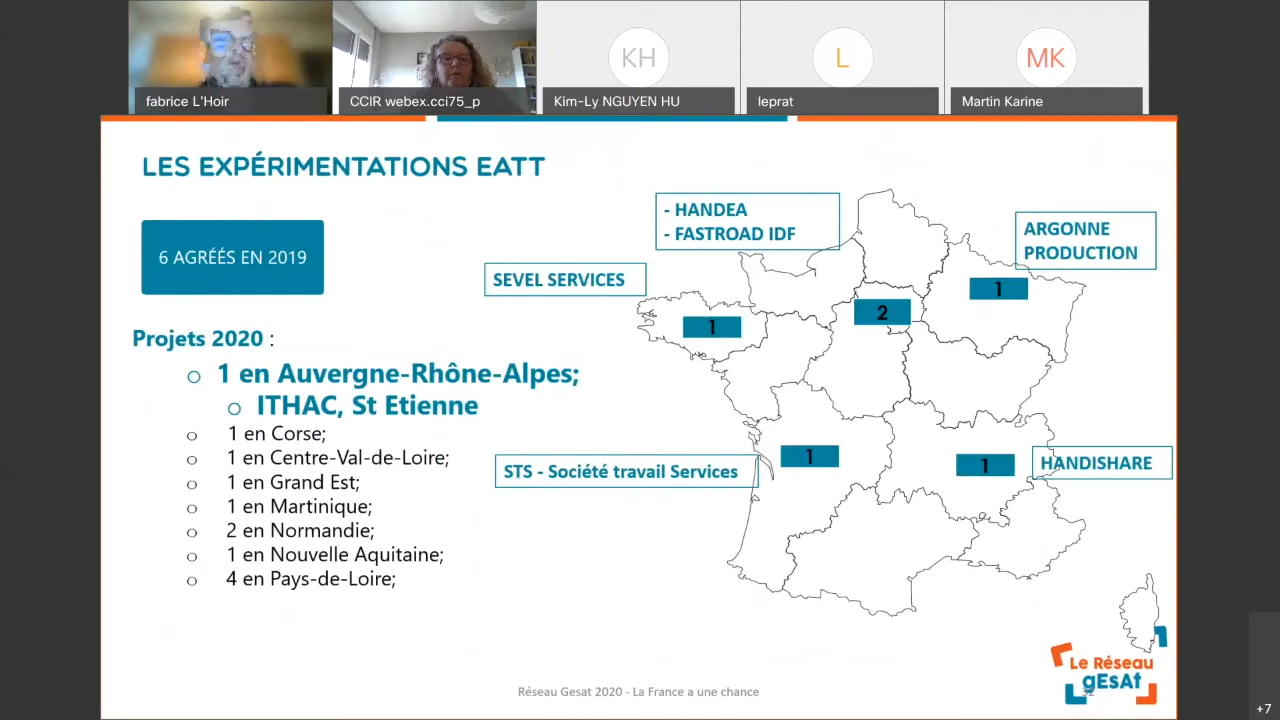 fabrice L'Hoir
CCIR webex.cci75_p
KH
Kim-Ly NGUYEN HU
L
leprat
MK
Martin Karine
LES EXPÉRIMENTATIONS EATT
6 AGRÉÉS EN 2019
Projets 2020 :
o 1 en Auvergne-Rhône-Alpes;
o ITHAC, St Etienne
o 1 en Corse;
o 1 en Centre-Val-de-Loire;
o 1 en Grand Est;
o 1 en Martinique;
o 2 en Normandie;
o 1 en Nouvelle Aquitaine;
o 4 en Pays-de-Loire;
- HANDEA
- FASTROAD IDF
ARGONNE
PRODUCTION
SEVEL SERVICES
1
2
1
STS - Société travail Services
1
1
HANDISHARE
Réseau Gesat 2020 - La France a une chance
Le Réseau
gEsAt
+7